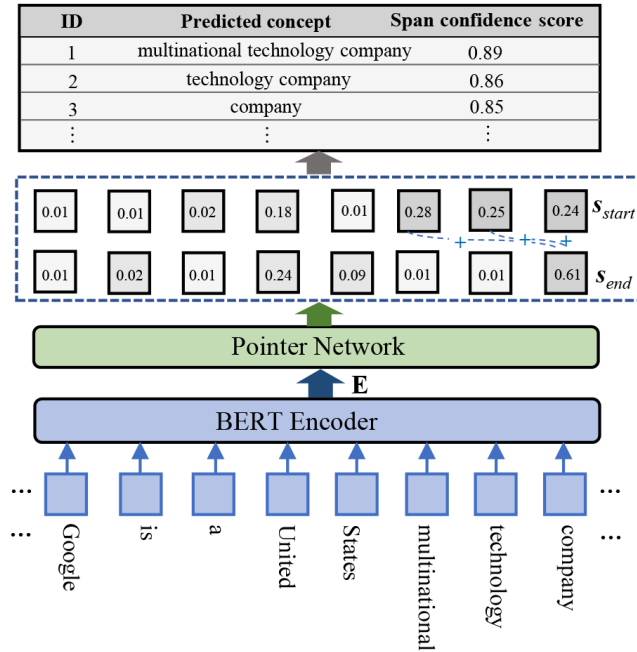 ID Predicted concept Span confidence score
1 multinational technology company 0.89
2 technology company 0.86
3 company 0.85
⋮ ⋮ ⋮
0.01 0.01 0.02 0.18 0.01 0.28 0.25 0.24 s_start
+ + +
0.01 0.02 0.01 0.24 0.09 0.01 0.01 0.61 s_end
Pointer Network
E
BERT Encoder
... ...
... Google is a United States multinational technology company ...